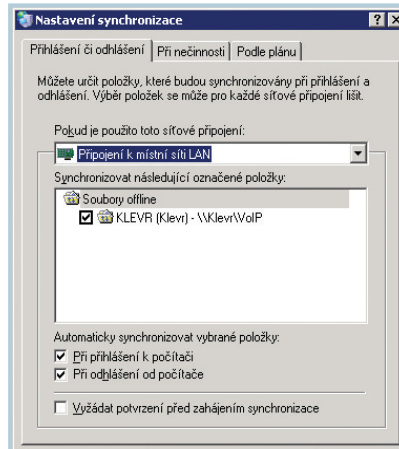 Nastavení synchronizace
Přihlášení či odhlášení
Při nečinnosti
Podle plánu
Můžete určit položky, které budou synchronizovány při přihlášení a
odhlášení. Výběr položek se může pro každé síťové připojení lišit.
Pokud je použito toto síťové připojení:
Připojení k místní síti LAN
Synchronizovat následující označené položky:
Soubory offline
KLEVR (Klevr) - \\Klevr\VoIP
Automaticky synchronizovat vybrané položky:
Při přihlášení k počítači
Při odhlášení od počítače
Vyžádat potvrzení před zahájením synchronizace